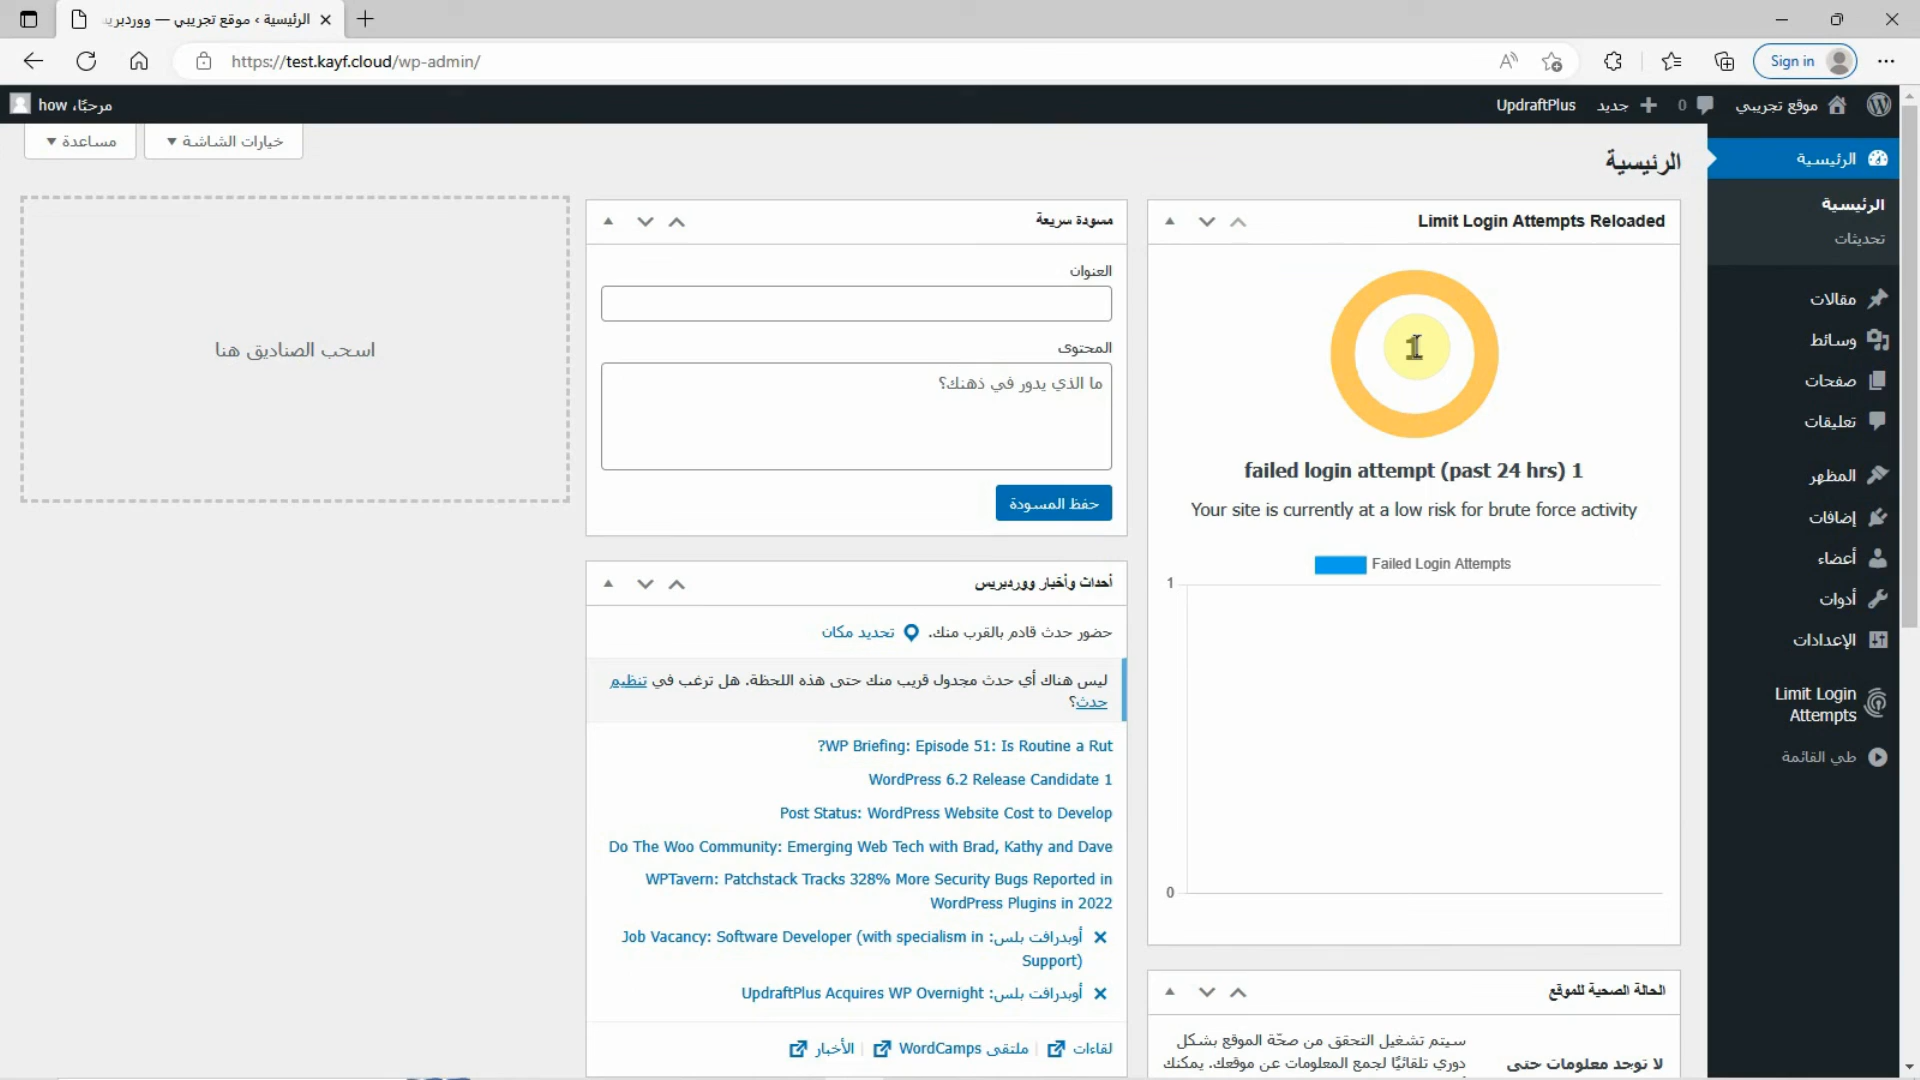 الرئيسية › موقع تجريبي — ووردبريس
https://test.kayf.cloud/wp-admin/
Sign in
موقع تجريبي
0
جديد
UpdraftPlus
مرحبًا، how
الرئيسية
الرئيسية
تحديثات
مقالات
وسائط
صفحات
تعليقات
المظهر
إضافات
أعضاء
أدوات
الإعدادات
Limit Login
Attempts
طي القائمة
خيارات الشاشة
مساعدة
الرئيسية
Limit Login Attempts Reloaded
1
failed login attempt (past 24 hrs) 1
Your site is currently at a low risk for brute force activity
Failed Login Attempts
1
0
الحالة الصحية للموقع
لا توجد معلومات حتى
سيتم تشغيل التحقق من صحّة الموقع بشكل
دوري تلقائيًا لجمع المعلومات عن موقعك. يمكنك
مسودة سريعة
العنوان
المحتوى
ما الذي يدور في ذهنك؟
حفظ المسودة
أحداث وأخبار ووردبريس
حضور حدث قادم بالقرب منك. تحديد مكان
ليس هناك أي حدث مجدول قريب منك حتى هذه اللحظة. هل ترغب في تنظيم
حدث؟
WP Briefing: Episode 51: Is Routine a Rut?
WordPress 6.2 Release Candidate 1
Post Status: WordPress Website Cost to Develop
Do The Woo Community: Emerging Web Tech with Brad, Kathy and Dave
WPTavern: Patchstack Tracks 328% More Security Bugs Reported in
WordPress Plugins in 2022
أوبدرافت بلس: Job Vacancy: Software Developer (with specialism in
Support)
أوبدرافت بلس: UpdraftPlus Acquires WP Overnight
لقاءات
ملتقى WordCamps
الأخبار
اسحب الصناديق هنا